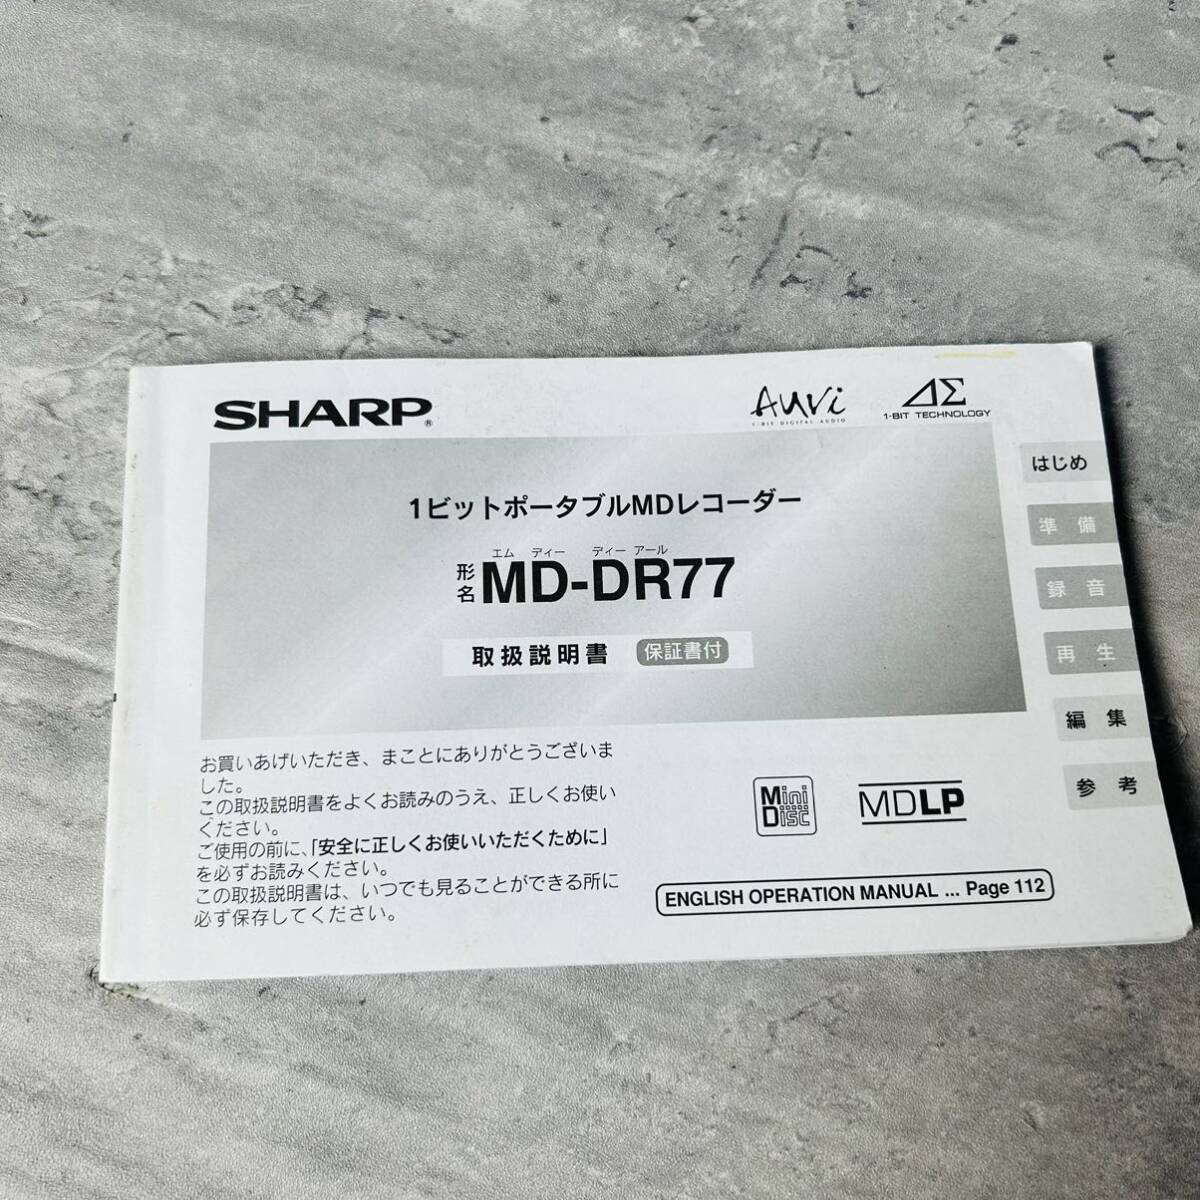 SHARP®
Auvi
1-BIT DIGITAL AUDIO
ΔΣ
1-BIT TECHNOLOGY
1ビットポータブルMDレコーダー
エム ディー ディー アール
形名 MD-DR77
取扱説明書 保証書付
はじめ
準備
録音
再生
編集
参考
お買いあげいただき、まことにありがとうございま
した。
この取扱説明書をよくお読みのうえ、正しくお使い
ください。
ご使用の前に、「安全に正しくお使いいただくために」
を必ずお読みください。
この取扱説明書は、いつでも見ることができる所に
必ず保存してください。
Mini
Disc
MDLP
ENGLISH OPERATION MANUAL ... Page 112